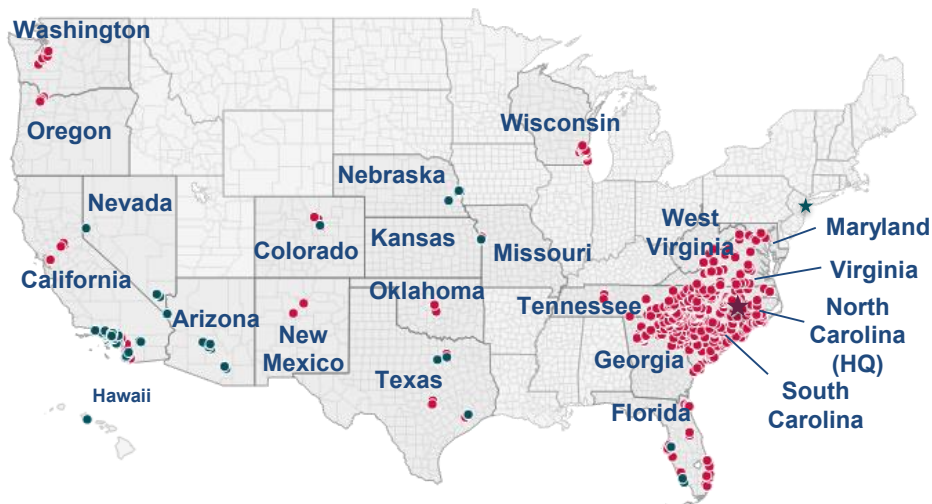 Washington
Oregon
Wisconsin
Nebraska
Nevada
West
Virginia
Maryland
Colorado
Kansas
Missouri
California
Virginia
Oklahoma
Tennessee
Arizona
New
Mexico
North
Carolina
(HQ)
Georgia
Texas
South
Carolina
Hawaii
Florida